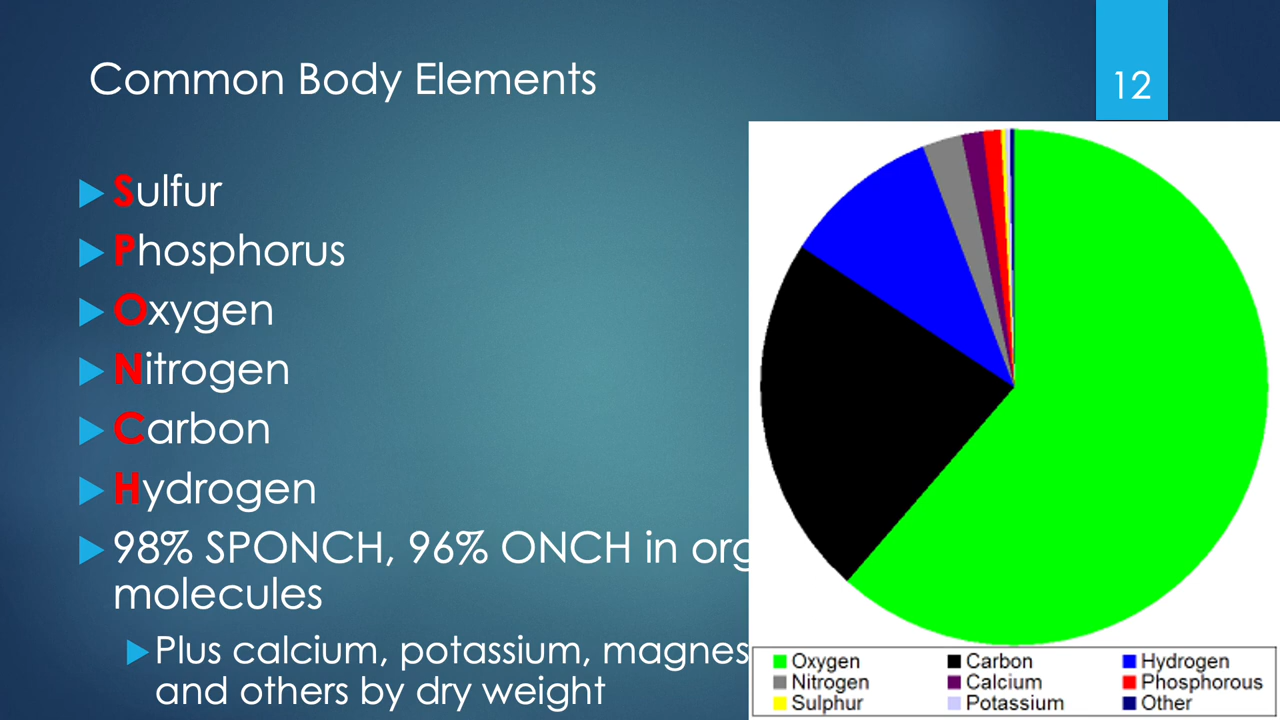 Common Body Elements
12
Sulfur
Phosphorus
Oxygen
Nitrogen
Carbon
Hydrogen
98% SPONCH, 96% ONCH in org
molecules
Plus calcium, potassium, magnes
and others by dry weight
Oxygen Carbon Hydrogen
Nitrogen Calcium Phosphorous
Sulphur Potassium Other